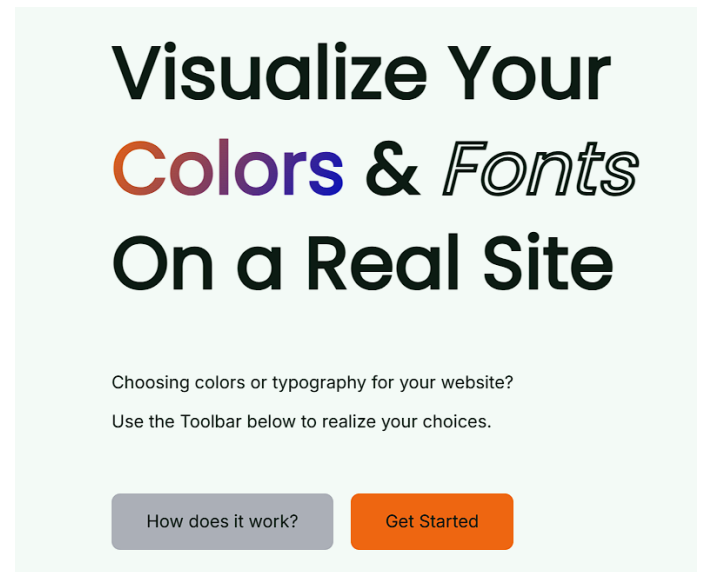 Visualize Your
Colors & Fonts
On a Real Site
Choosing colors or typography for your website?
Use the Toolbar below to realize your choices.
How does it work?
Get Started